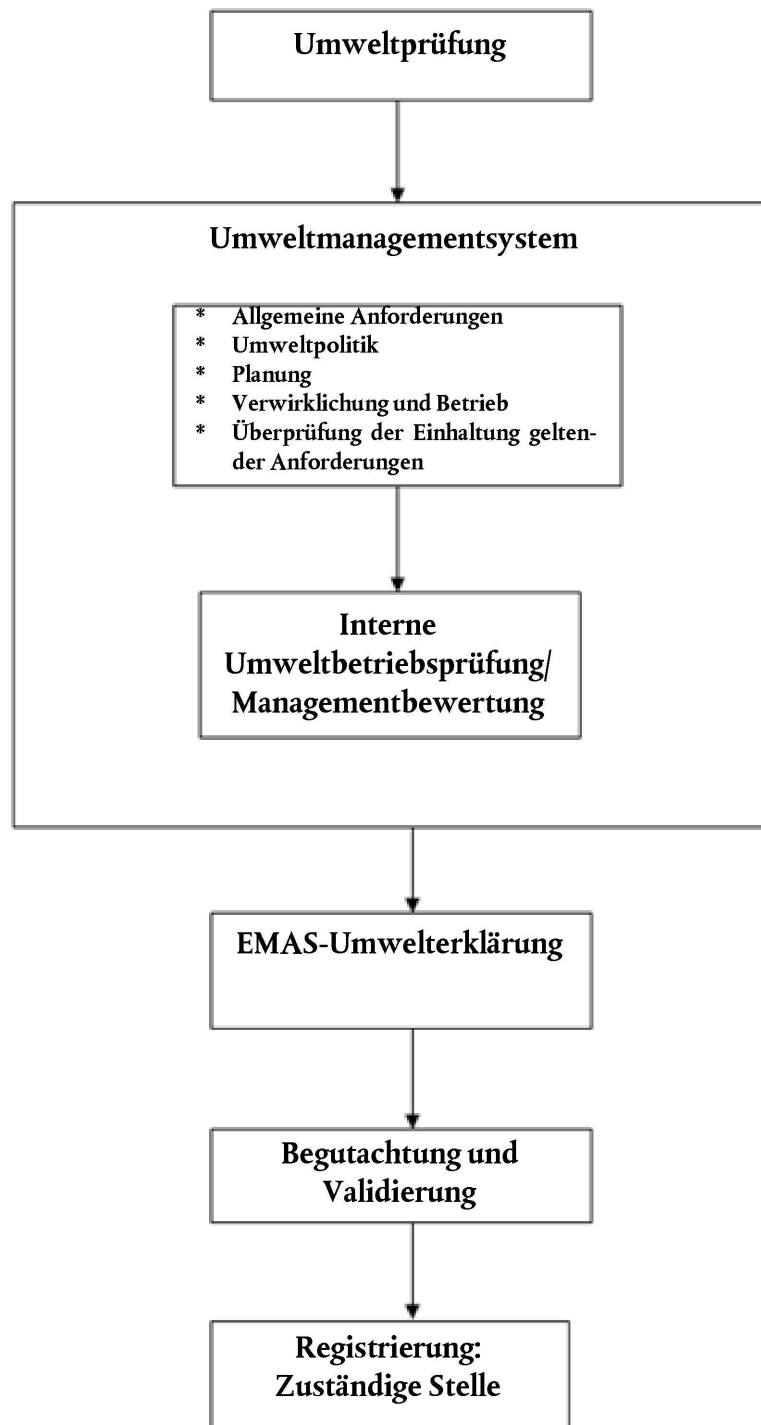 Umweltprüfung
Umweltmanagementsystem
* Allgemeine Anforderungen
* Umweltpolitik
* Planung
* Verwirklichung und Betrieb
* Überprüfung der Einhaltung gelten-
der Anforderungen
Interne
Umweltbetriebsprüfung/
Managementbewertung
EMAS-Umwelterklärung
Begutachtung und
Validierung
Registrierung:
Zuständige Stelle